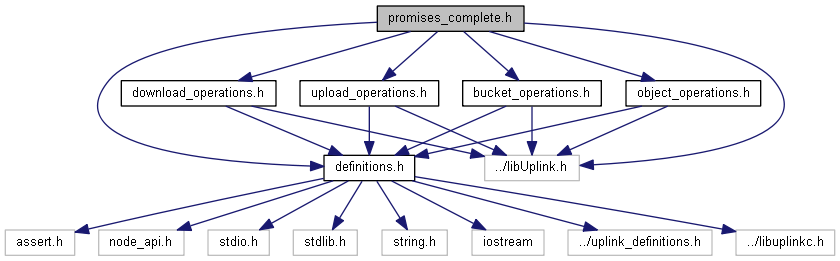 promises_complete.h
download_operations.h
upload_operations.h
bucket_operations.h
object_operations.h
definitions.h
../libUplink.h
assert.h
node_api.h
stdio.h
stdlib.h
string.h
iostream
../uplink_definitions.h
../libuplinkc.h